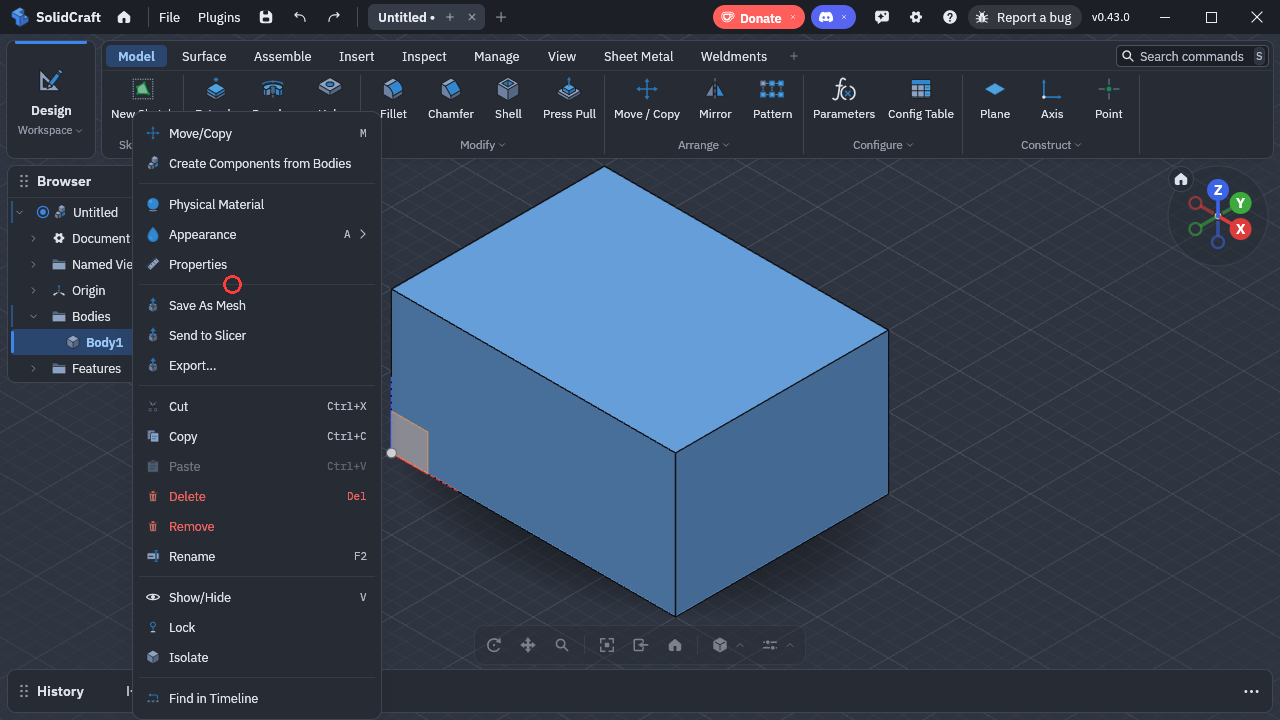 SolidCraft File Plugins Untitled • Donate Report a bug v0.43.0
Model Surface Assemble Insert Inspect Manage View Sheet Metal Weldments Search commands S
Design
Workspace
Fillet Chamfer Shell Press Pull Move / Copy Mirror Pattern Parameters Config Table Plane Axis Point
Modify Arrange Configure Construct
Browser
Untitled
Document
Origin
Bodies
Body1
Features
Move/Copy M
Create Components from Bodies
Physical Material
Appearance A
Properties
Save As Mesh
Send to Slicer
Export...
Cut Ctrl+X
Copy Ctrl+C
Paste Ctrl+V
Delete Del
Remove
Rename F2
Show/Hide V
Lock
Isolate
Find in Timeline
Z
Y
X
History